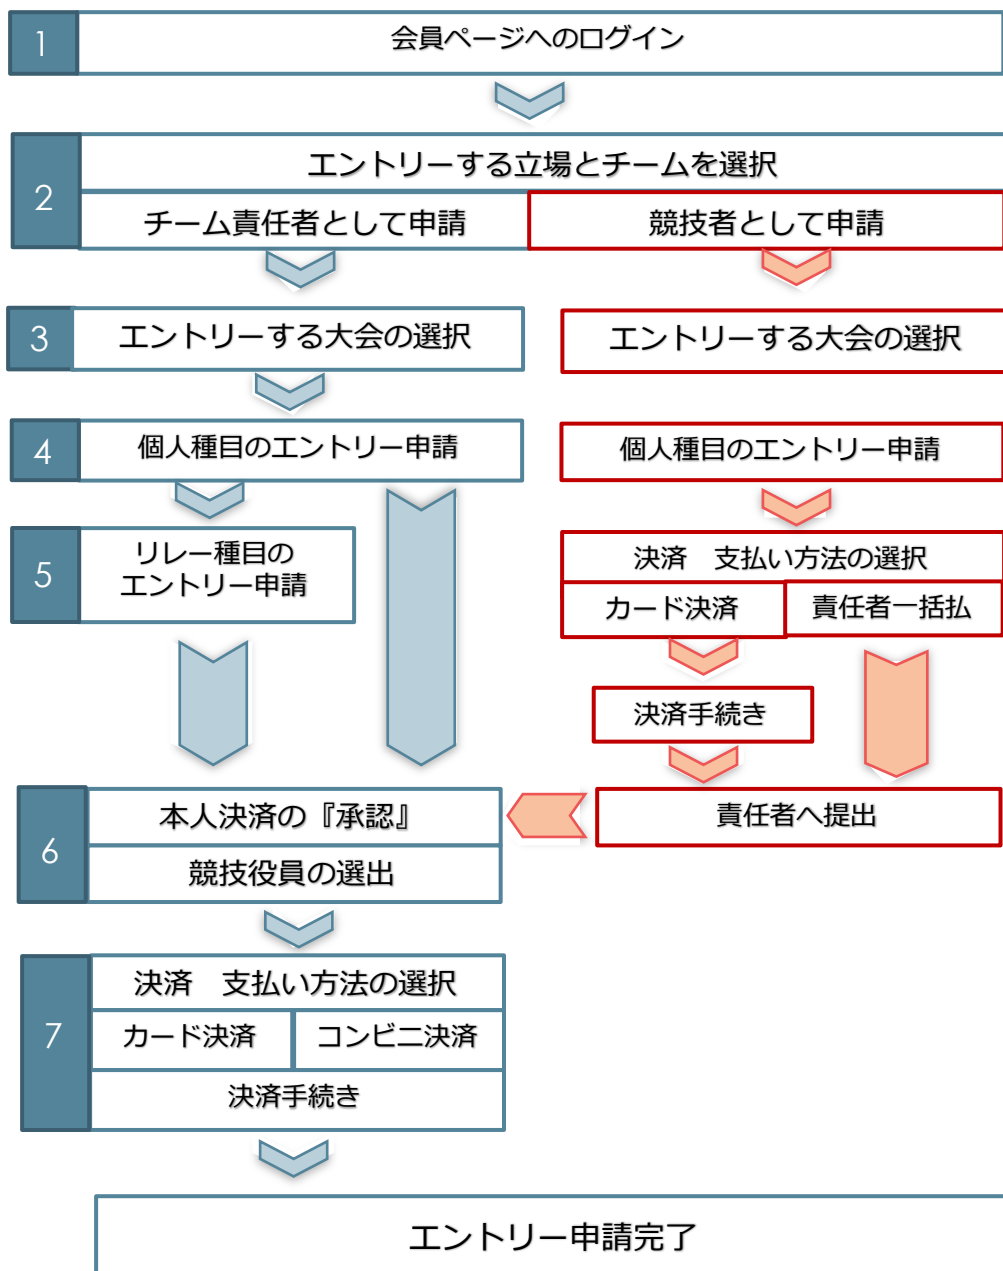 1
会員ページへのログイン
2
エントリーする立場とチームを選択
チーム責任者として申請
競技者として申請
3
エントリーする大会の選択
エントリーする大会の選択
4
個人種目のエントリー申請
個人種目のエントリー申請
5
リレー種目の
エントリー申請
決済　支払い方法の選択
カード決済
責任者一括払
決済手続き
6
本人決済の『承認』
責任者へ提出
競技役員の選出
7
決済　支払い方法の選択
カード決済
コンビニ決済
決済手続き
エントリー申請完了